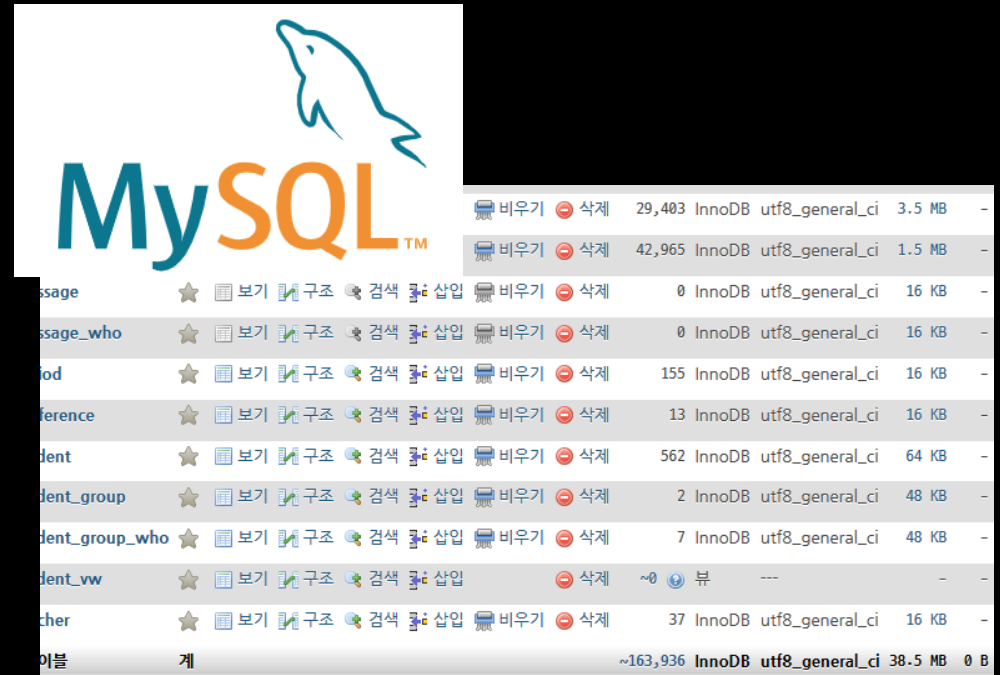 MySQL™
비우기 삭제 29,403 InnoDB utf8_general_ci 3.5 MB -
비우기 삭제 42,965 InnoDB utf8_general_ci 1.5 MB -
ssage 보기 구조 검색 삽입 비우기 삭제 0 InnoDB utf8_general_ci 16 KB -
ssage_who 보기 구조 검색 삽입 비우기 삭제 0 InnoDB utf8_general_ci 16 KB -
iod 보기 구조 검색 삽입 비우기 삭제 155 InnoDB utf8_general_ci 16 KB -
ference 보기 구조 검색 삽입 비우기 삭제 13 InnoDB utf8_general_ci 16 KB -
dent 보기 구조 검색 삽입 비우기 삭제 562 InnoDB utf8_general_ci 64 KB -
dent_group 보기 구조 검색 삽입 비우기 삭제 2 InnoDB utf8_general_ci 48 KB -
dent_group_who 보기 구조 검색 삽입 비우기 삭제 7 InnoDB utf8_general_ci 48 KB -
dent_vw 보기 구조 검색 삽입 삭제 ~0 뷰 --- - -
cher 보기 구조 검색 삽입 비우기 삭제 37 InnoDB utf8_general_ci 16 KB -
이블 계 ~163,936 InnoDB utf8_general_ci 38.5 MB 0 B